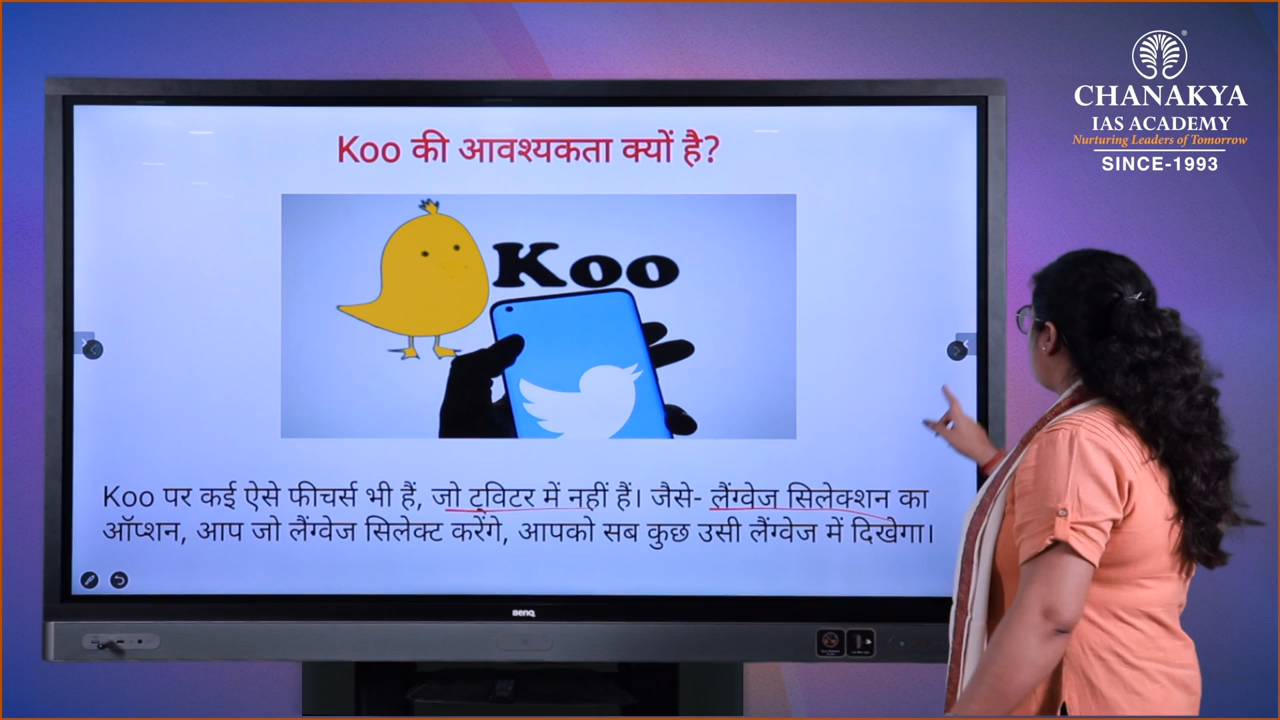 CHANAKYA
IAS ACADEMY
Nurturing Leaders of Tomorrow
SINCE-1993
Koo की आवश्यकता क्यों है?
Koo
Koo पर कई ऐसे फीचर्स भी हैं, जो ट्विटर में नहीं हैं। जैसे- लैंग्वेज सिलेक्शन का
ऑप्शन, आप जो लैंग्वेज सिलेक्ट करेंगे, आपको सब कुछ उसी लैंग्वेज में दिखेगा।
BenQ